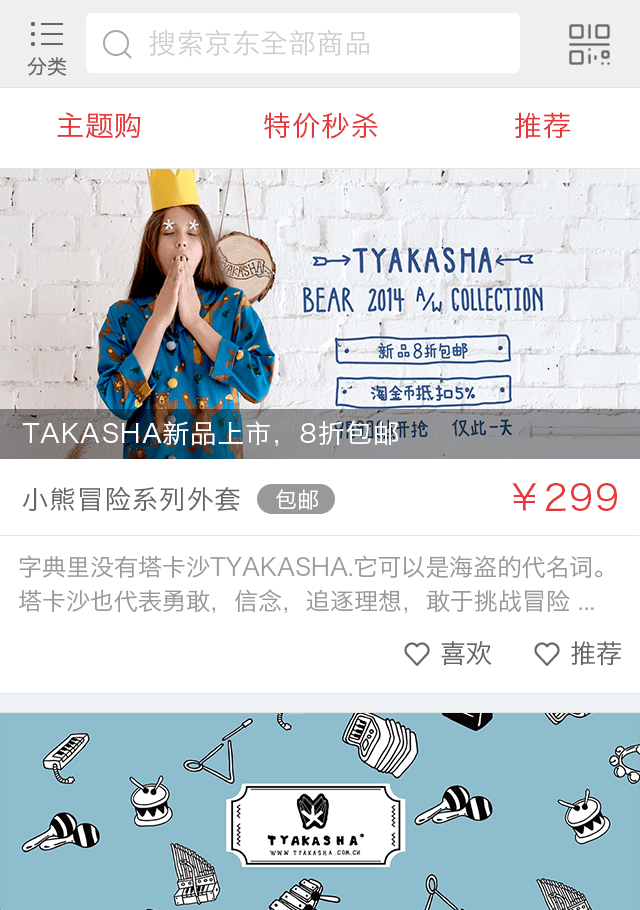 分类
搜索京东全部商品
主题购
特价秒杀
推荐
TYAKASHA
TYAKASHA
BEAR 2014 A/W COLLECTION
新品8折包邮
淘金币抵扣5%
开抢 仅此一天
TAKASHA新品上市，8折包邮
小熊冒险系列外套
包邮
￥299
字典里没有塔卡沙TYAKASHA.它可以是海盗的代名词。
塔卡沙也代表勇敢，信念，追逐理想，敢于挑战冒险 ...
喜欢
推荐
TYAKASHA
WWW.TYAKASHA.COM.CN